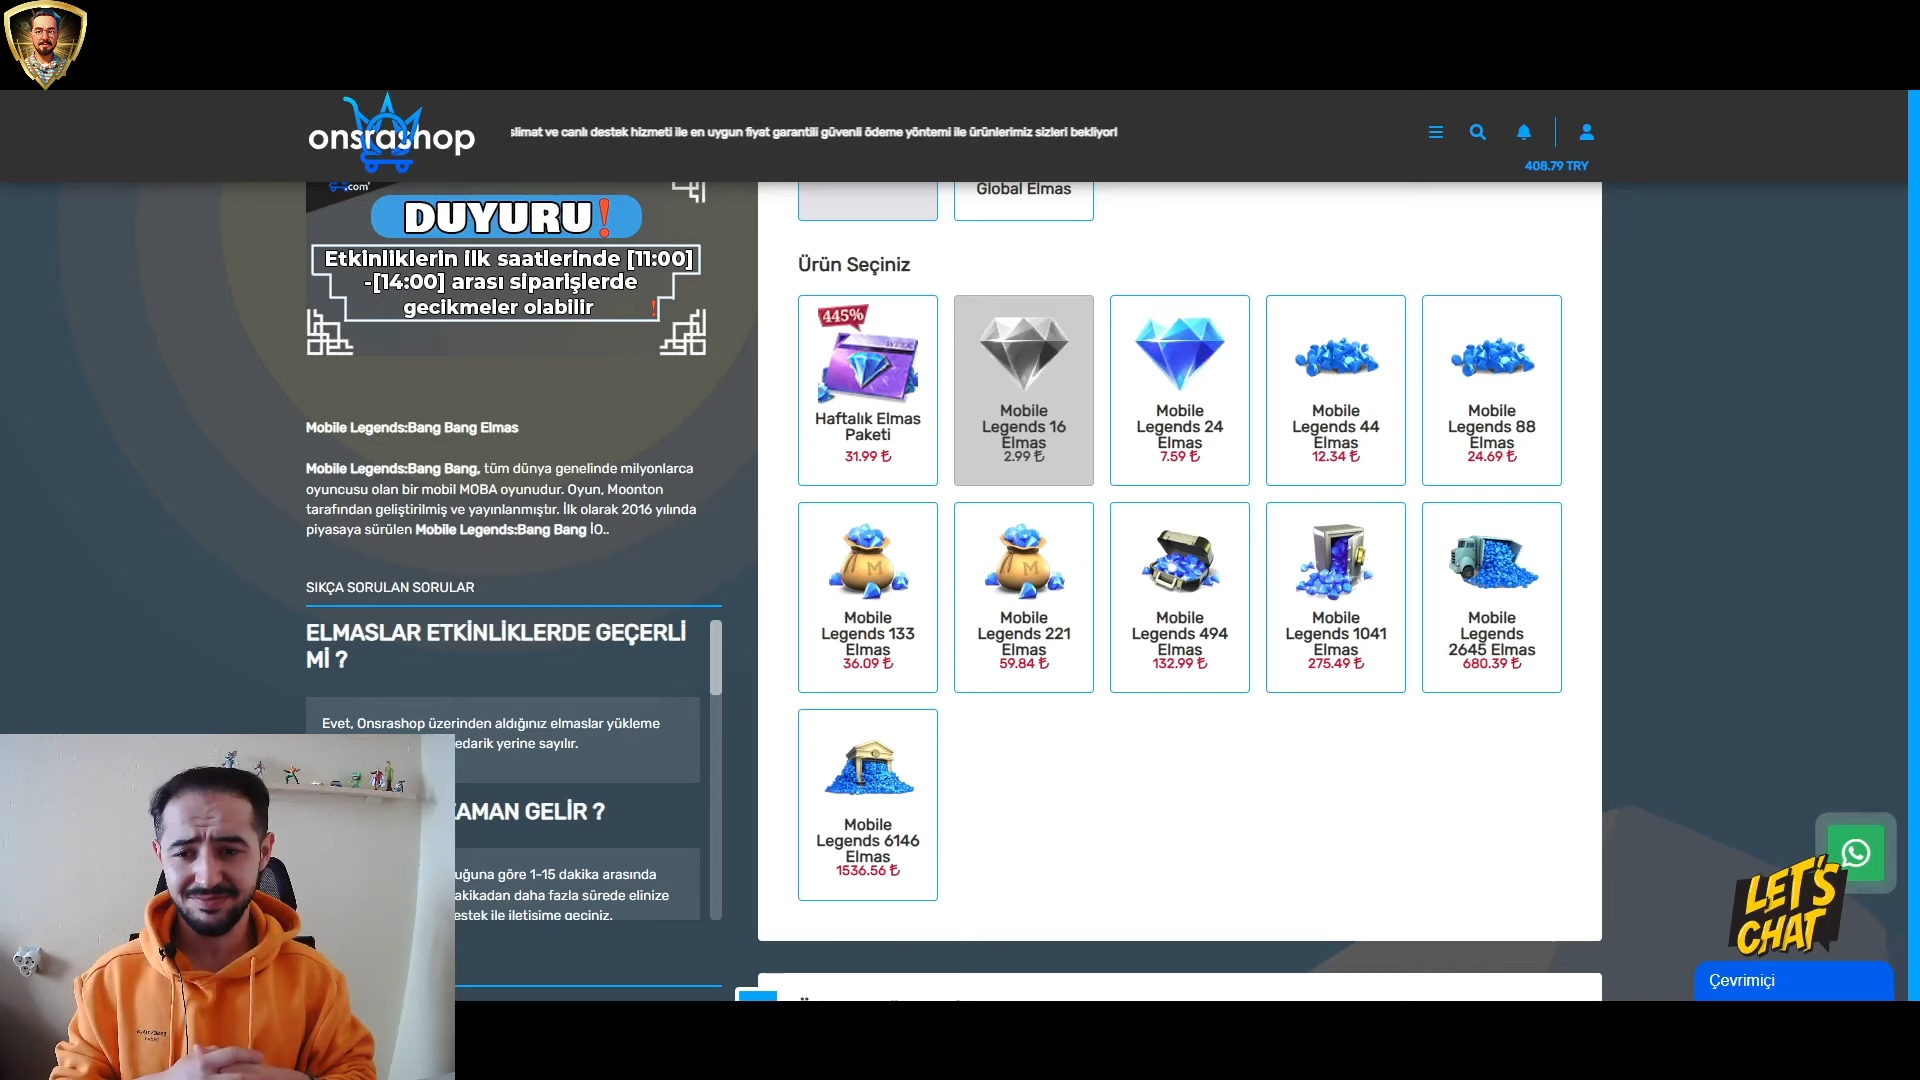 onsrashop
slimat ve canlı destek hizmeti ile en uygun fiyat garantili güvenli ödeme yöntemi ile ürünlerimiz sizleri bekliyor!
408.79 TRY
.com
DUYURU!
Etkinliklerin ilk saatlerinde [11:00]
-[14:00] arası siparişlerde
gecikmeler olabilir !
Mobile Legends:Bang Bang Elmas
Mobile Legends:Bang Bang, tüm dünya genelinde milyonlarca
oyuncusu olan bir mobil MOBA oyunudur. Oyun, Moonton
tarafından geliştirilmiş ve yayınlanmıştır. İlk olarak 2016 yılında
piyasaya sürülen Mobile Legends:Bang Bang İO..
SIKÇA SORULAN SORULAR
ELMASLAR ETKİNLİKLERDE GEÇERLİ
Mİ ?
Evet, Onsrashop üzerinden aldığınız elmaslar yükleme
edarik yerine sayılır.
AMAN GELİR ?
uğuna göre 1-15 dakika arasında
akikadan daha fazla sürede elinize
estek ile iletişime geçiniz.
Global Elmas
Ürün Seçiniz
445%
WEEK
Haftalık Elmas
Paketi
31.99 ₺
Mobile
Legends 16
Elmas
2.99 ₺
Mobile
Legends 24
Elmas
7.59 ₺
Mobile
Legends 44
Elmas
12.34 ₺
Mobile
Legends 88
Elmas
24.69 ₺
M
Mobile
Legends 133
Elmas
36.09 ₺
M
Mobile
Legends 221
Elmas
59.84 ₺
Mobile
Legends 494
Elmas
132.99 ₺
Mobile
Legends 1041
Elmas
275.49 ₺
Mobile
Legends
2645 Elmas
680.39 ₺
Mobile
Legends 6146
Elmas
1536.56 ₺
LET'S
CHAT
Çevrimiçi